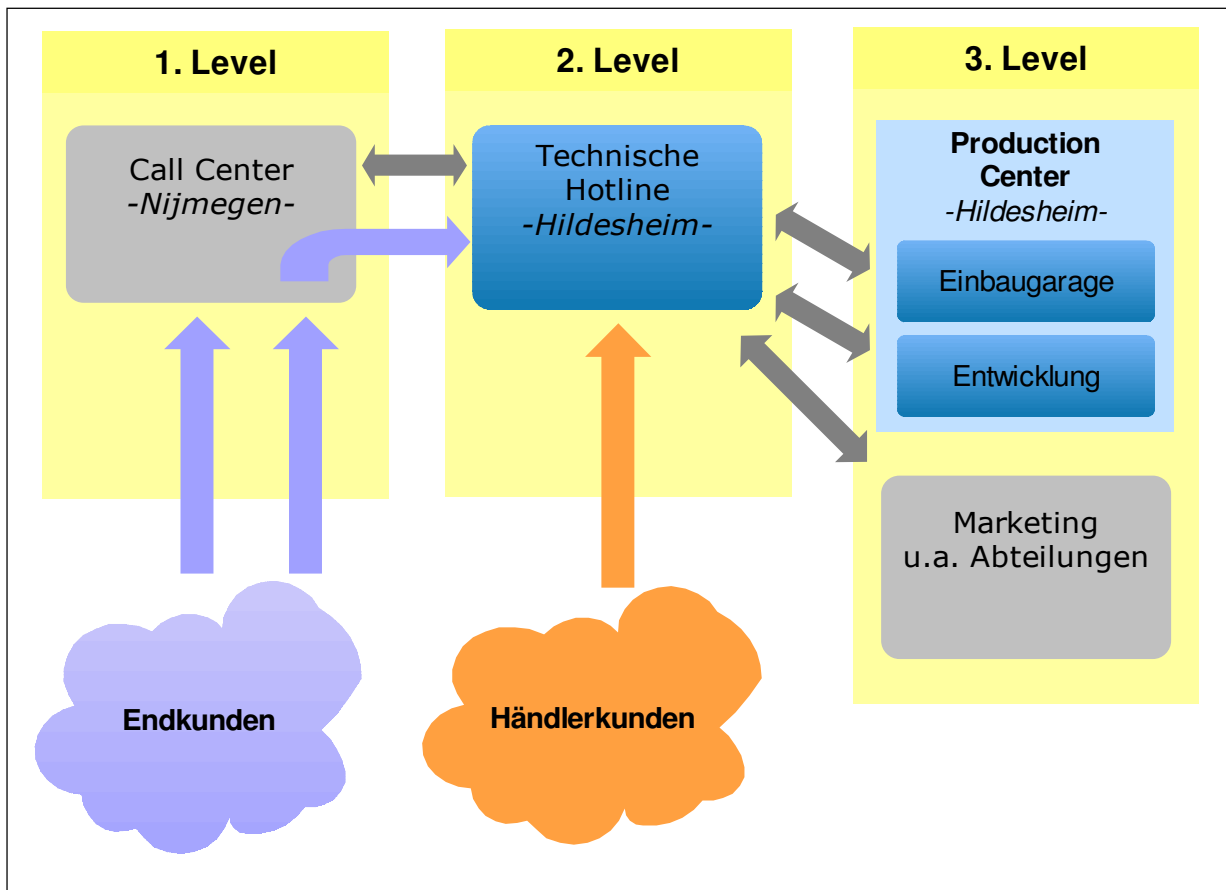 1. Level
Call Center
-Nijmegen-
2. Level
Technische
Hotline
-Hildesheim-
3. Level
Production
Center
-Hildesheim-
Einbaugarage
Entwicklung
Marketing
u.a. Abteilungen
Endkunden
Händlerkunden